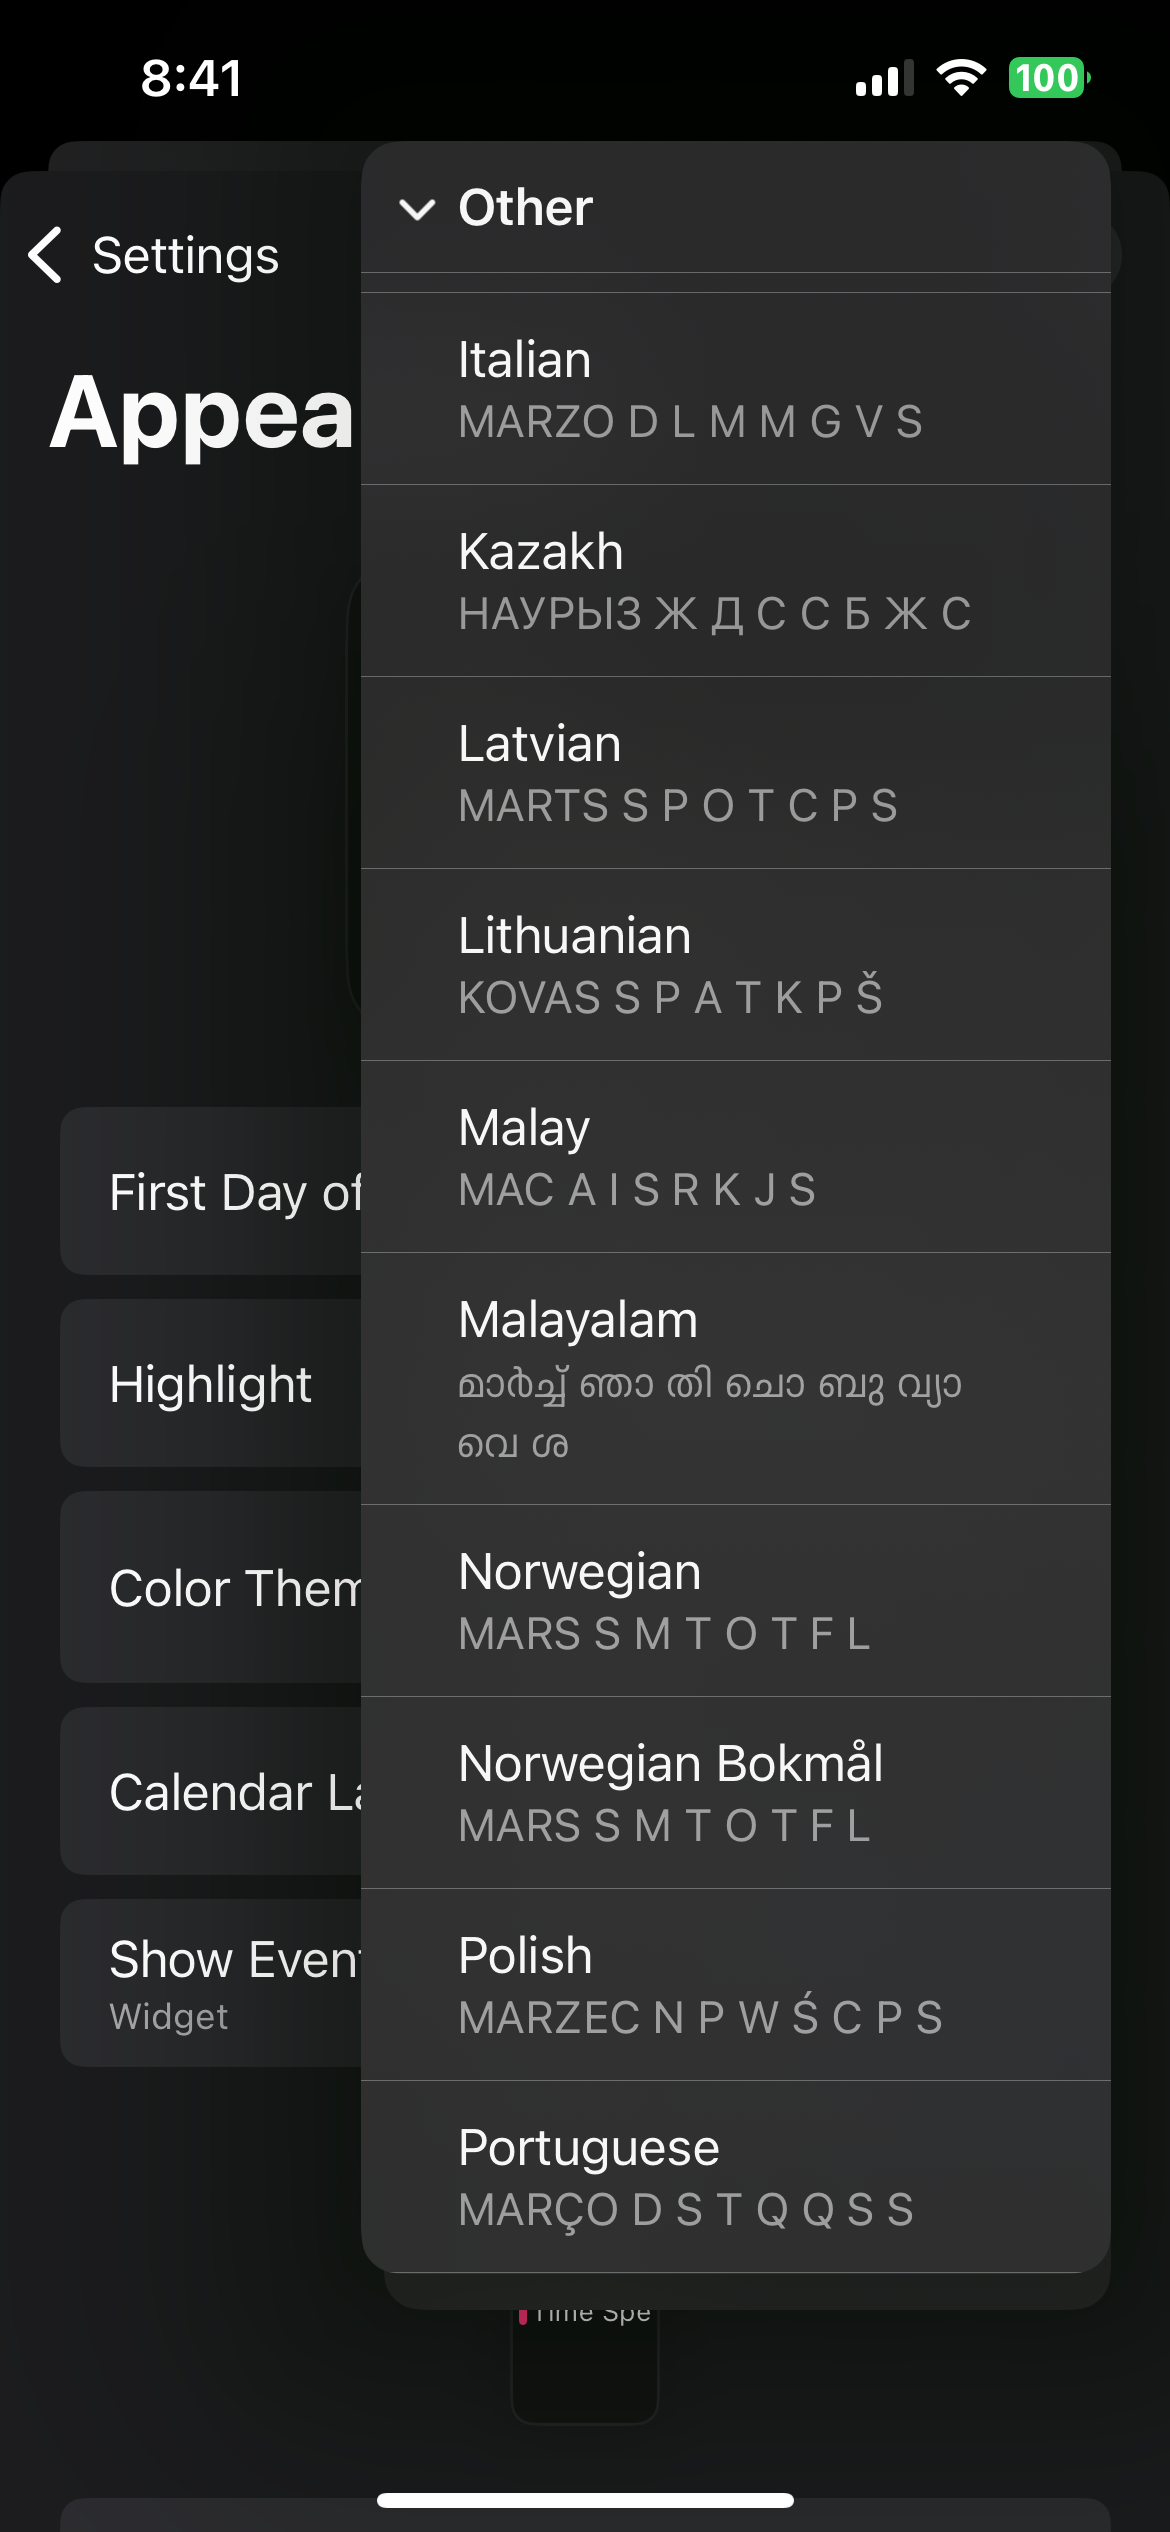 8:41
100
Other
Settings
Italian
MARZO D L M M G V S
Appea
Kazakh
НАУРЫЗ Ж Д С С Б Ж С
Latvian
MARTS S P O T C P S
Lithuanian
KOVAS S P A T K P Š
Malay
MAC A I S R K J S
First Day of
Malayalam
മാർച്ച് ഞാ തി ചൊ ബു വ്യാ
വെ ശ
Highlight
Norwegian
MARS S M T O T F L
Color Them
Norwegian Bokmål
MARS S M T O T F L
Calendar La
Polish
MARZEC N P W Ś C P S
Show Event
Widget
Portuguese
MARÇO D S T Q Q S S
Time Spe